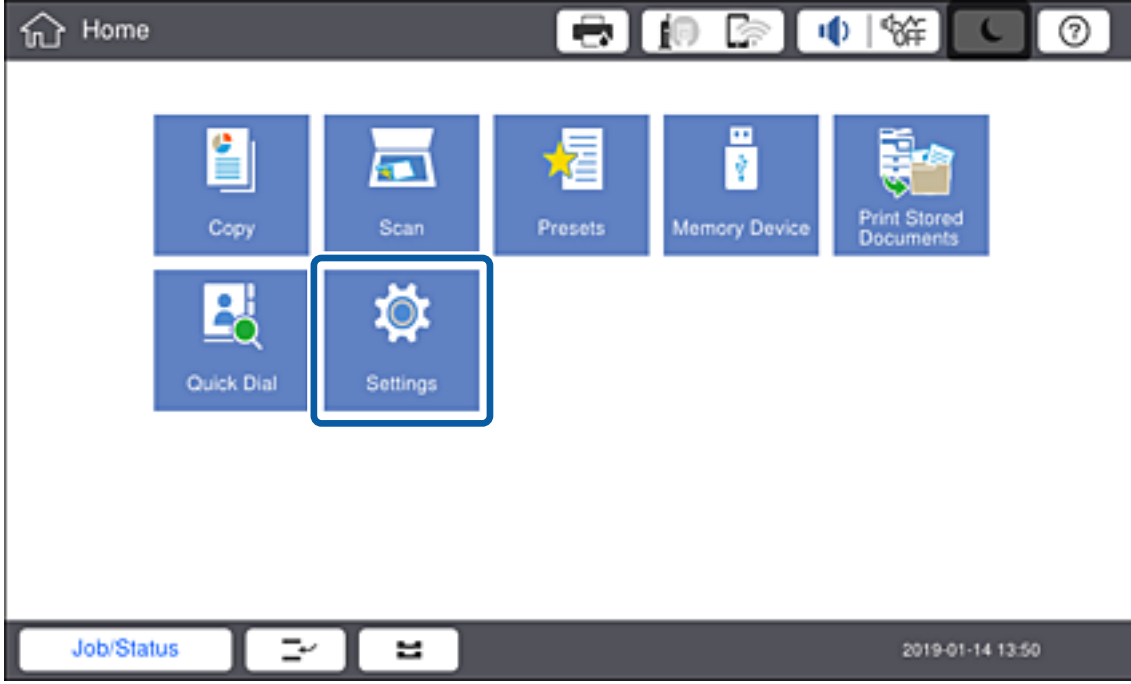 Home
OFF
?
Copy
Scan
Presets
Memory Device
Print Stored
Documents
Quick Dial
Settings
Job/Status
2019-01-14 13:50